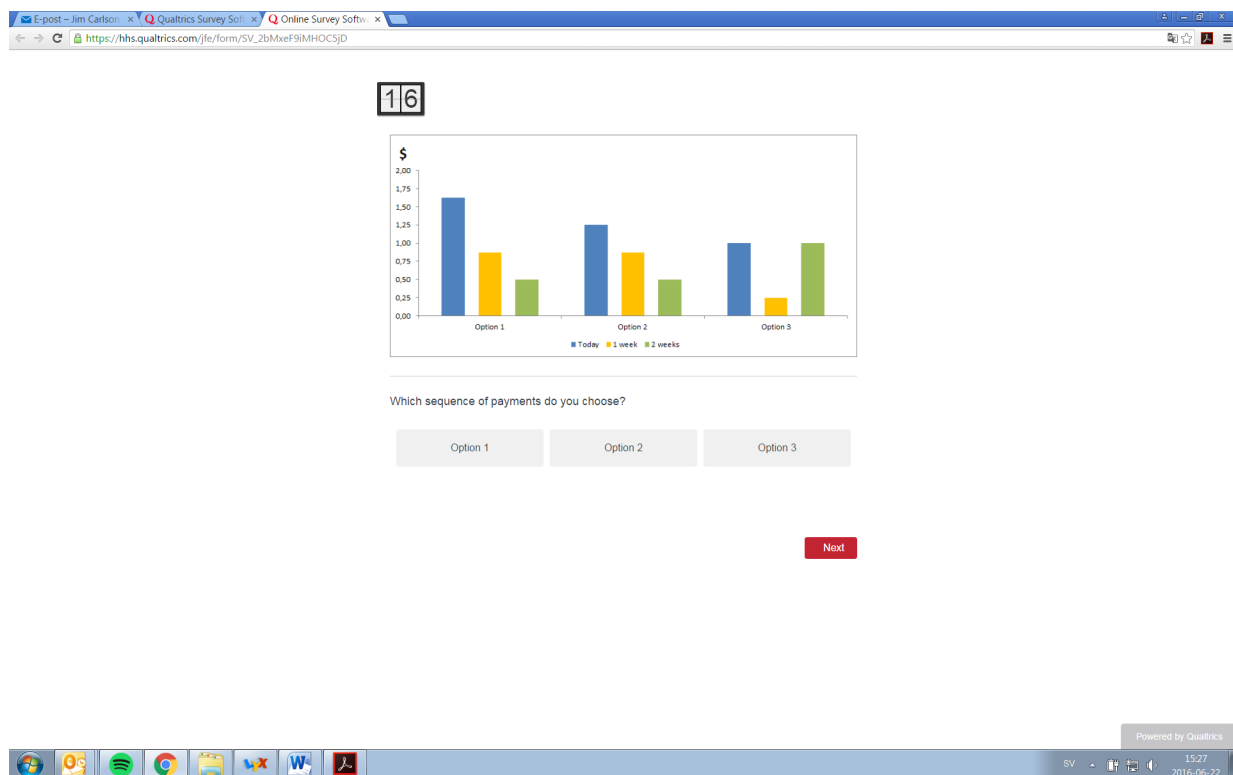 E-post – Jim Carlson × Qualtrics Survey Soft × Online Survey Softw ×
https://hhs.qualtrics.com/jfe/form/SV_2bMxeF9iMHOC5jD
16
$
2,00
1,75
1,50
1,25
1,00
0,75
0,50
0,25
0,00
Option 1 Option 2 Option 3
Today 1 week 2 weeks
Which sequence of payments do you choose?
Option 1 Option 2 Option 3
Next
Powered by Qualtrics
SV 15:27
2016-06-22